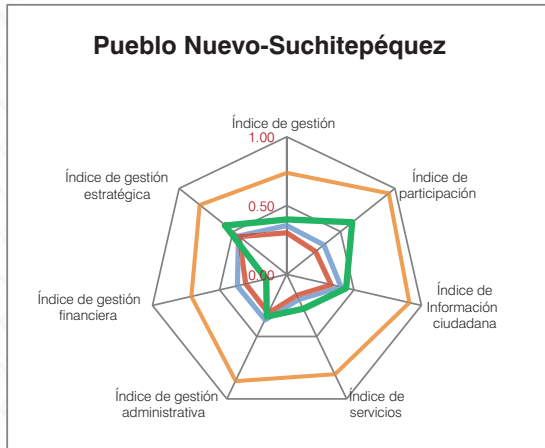 Pueblo Nuevo-Suchitepéquez
Índice de gestión
1.00
Índice de gestión
estratégica
Índice de
participación
0.50
0.00
Índice de gestión
financiera
Índice de
Información
ciudadana
Índice de gestión
administrativa
Índice de
servicios